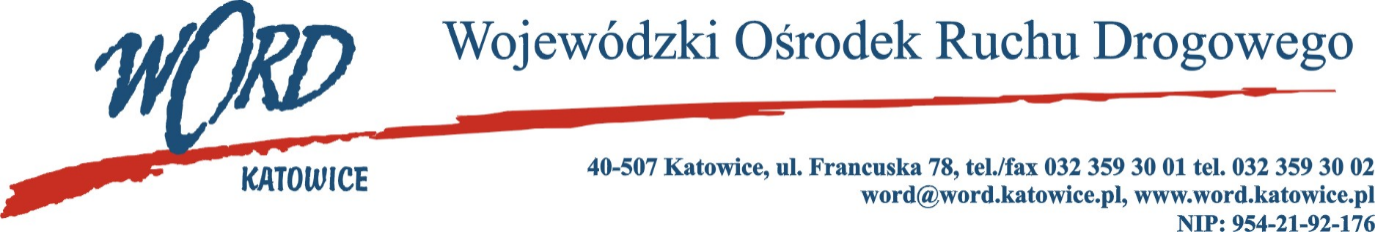 WORD
KATOWICE
Wojewódzki Ośrodek Ruchu Drogowego
40-507 Katowice, ul. Francuska 78, tel./fax 032 359 30 01 tel. 032 359 30 02
word@word.katowice.pl, www.word.katowice.pl
NIP: 954-21-92-176